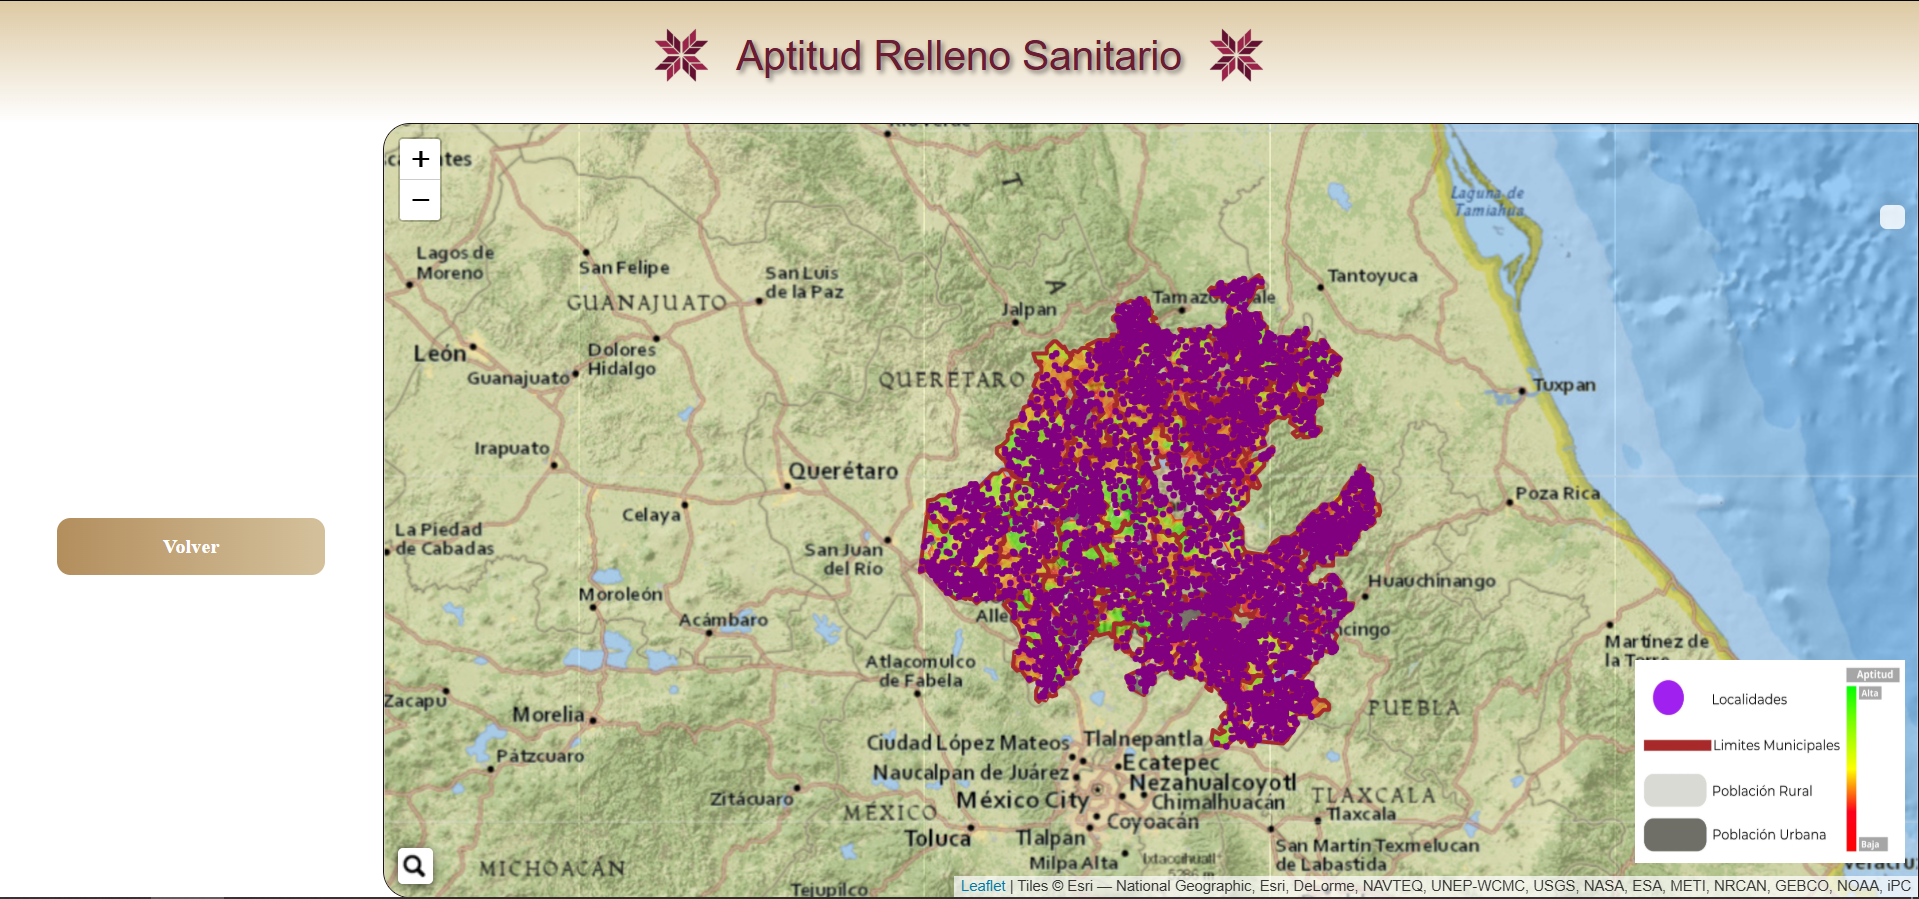 Aptitud Relleno Sanitario
Volver
+
−
Laguna de
Tamiahua
Lagos de
Moreno
San Felipe
San Luis
de la Paz
GUANAJUATO
Tantoyuca
Jalpan
León
Dolores
Hidalgo
Guanajuato
QUERÉTARO
Tuxpan
Irapuato
Querétaro
Poza Rica
Celaya
La Piedad
de Cabadas
San Juan
del Río
Huauchinango
Moroleón
Acámbaro
Martínez de
Atlacomulco
de Fabela
Zacapu
Morelia
PUEBLA
Pátzcuaro
Ciudad López Mateos
Tlalnepantla
Ecatepec
Naucalpan de Juárez
Nezahualcoyotl
Zitácuaro
MÉXICO
México City
Chimalhuacán
TLAXCALA
Tlaxcala
Coyoacán
Toluca
Tlalpan
Milpa Alta
Ixtaccihuatl
5286 m
San Martín Texmelucan
de Labastida
MICHOACÁN
Tejupilco
Aptitud
Alta
Localidades
Limites Municipales
Población Rural
Población Urbana
Baja
Leaflet | Tiles © Esri — National Geographic, Esri, DeLorme, NAVTEQ, UNEP-WCMC, USGS, NASA, ESA, METI, NRCAN, GEBCO, NOAA, iPC